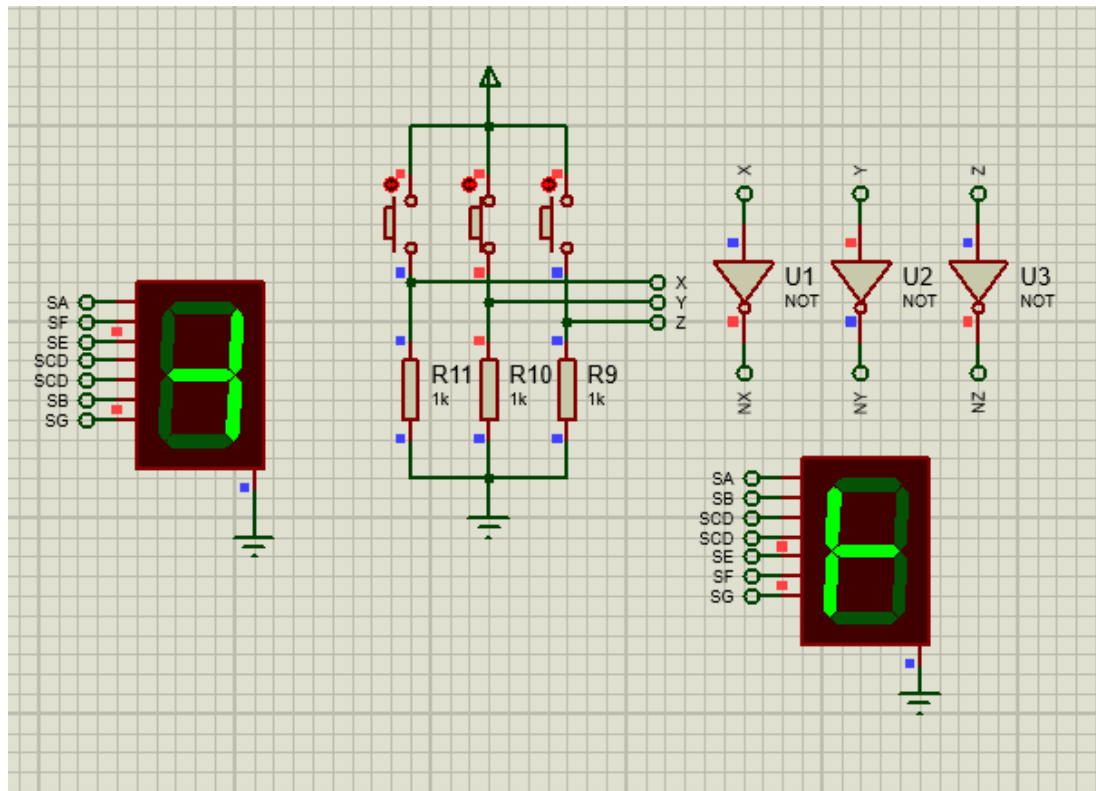 SA
SF
SE
SCD
SCD
SB
SG
R11
1k
R10
1k
R9
1k
X
Y
Z
X
Y
Z
U1
NOT
U2
NOT
U3
NOT
NX
NY
NZ
SA
SB
SCD
SCD
SE
SF
SG